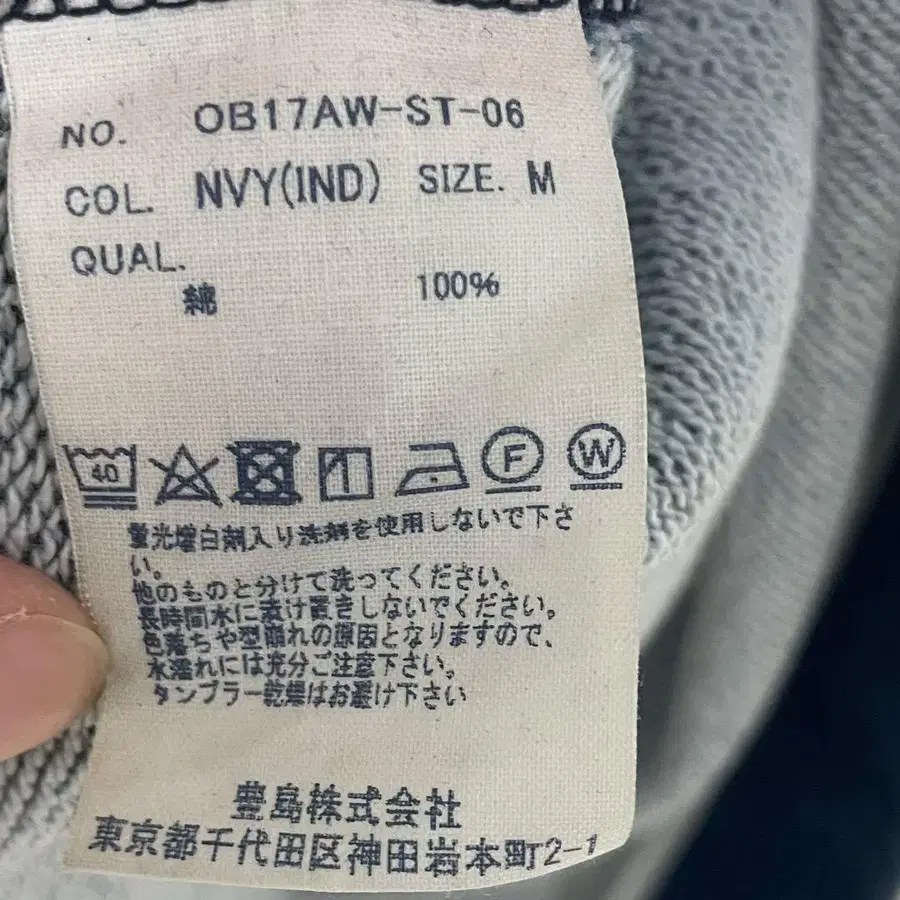 NO. OB17AW-ST-06
COL. NVY(IND) SIZE. M
QUAL.
綿 100%
40 F W
蛍光増白剤入り洗剤を使用しないで下さ
い。
他のものと分けて洗ってください。
長時間水に漬け置きしないでください。
色落ちや型崩れの原因となりますので、
水濡れには充分ご注意下さい。
タンブラー乾燥はお避け下さい
豊島株式会社
東京都千代田区神田岩本町2-1